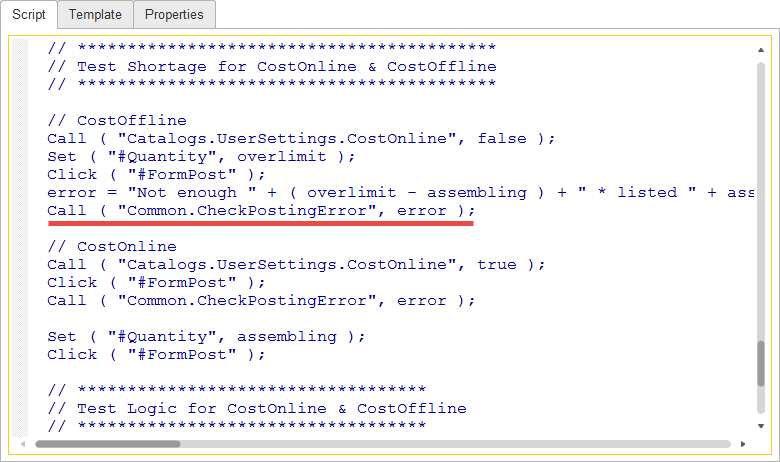 Script Template Properties
// ******************************************
// Test Shortage for CostOnline & CostOffline
// ******************************************
// CostOffline
Call ( "Catalogs.UserSettings.CostOnline", false );
Set ( "#Quantity", overlimit );
Click ( "#FormPost" );
error = "Not enough " + ( overlimit - assembling ) + " * listed " + ass
Call ( "Common.CheckPostingError", error );
// CostOnline
Call ( "Catalogs.UserSettings.CostOnline", true );
Click ( "#FormPost" );
Call ( "Common.CheckPostingError", error );
Set ( "#Quantity", assembling );
Click ( "#FormPost" );
// ***********************************
// Test Logic for CostOnline & CostOffline
// ***********************************